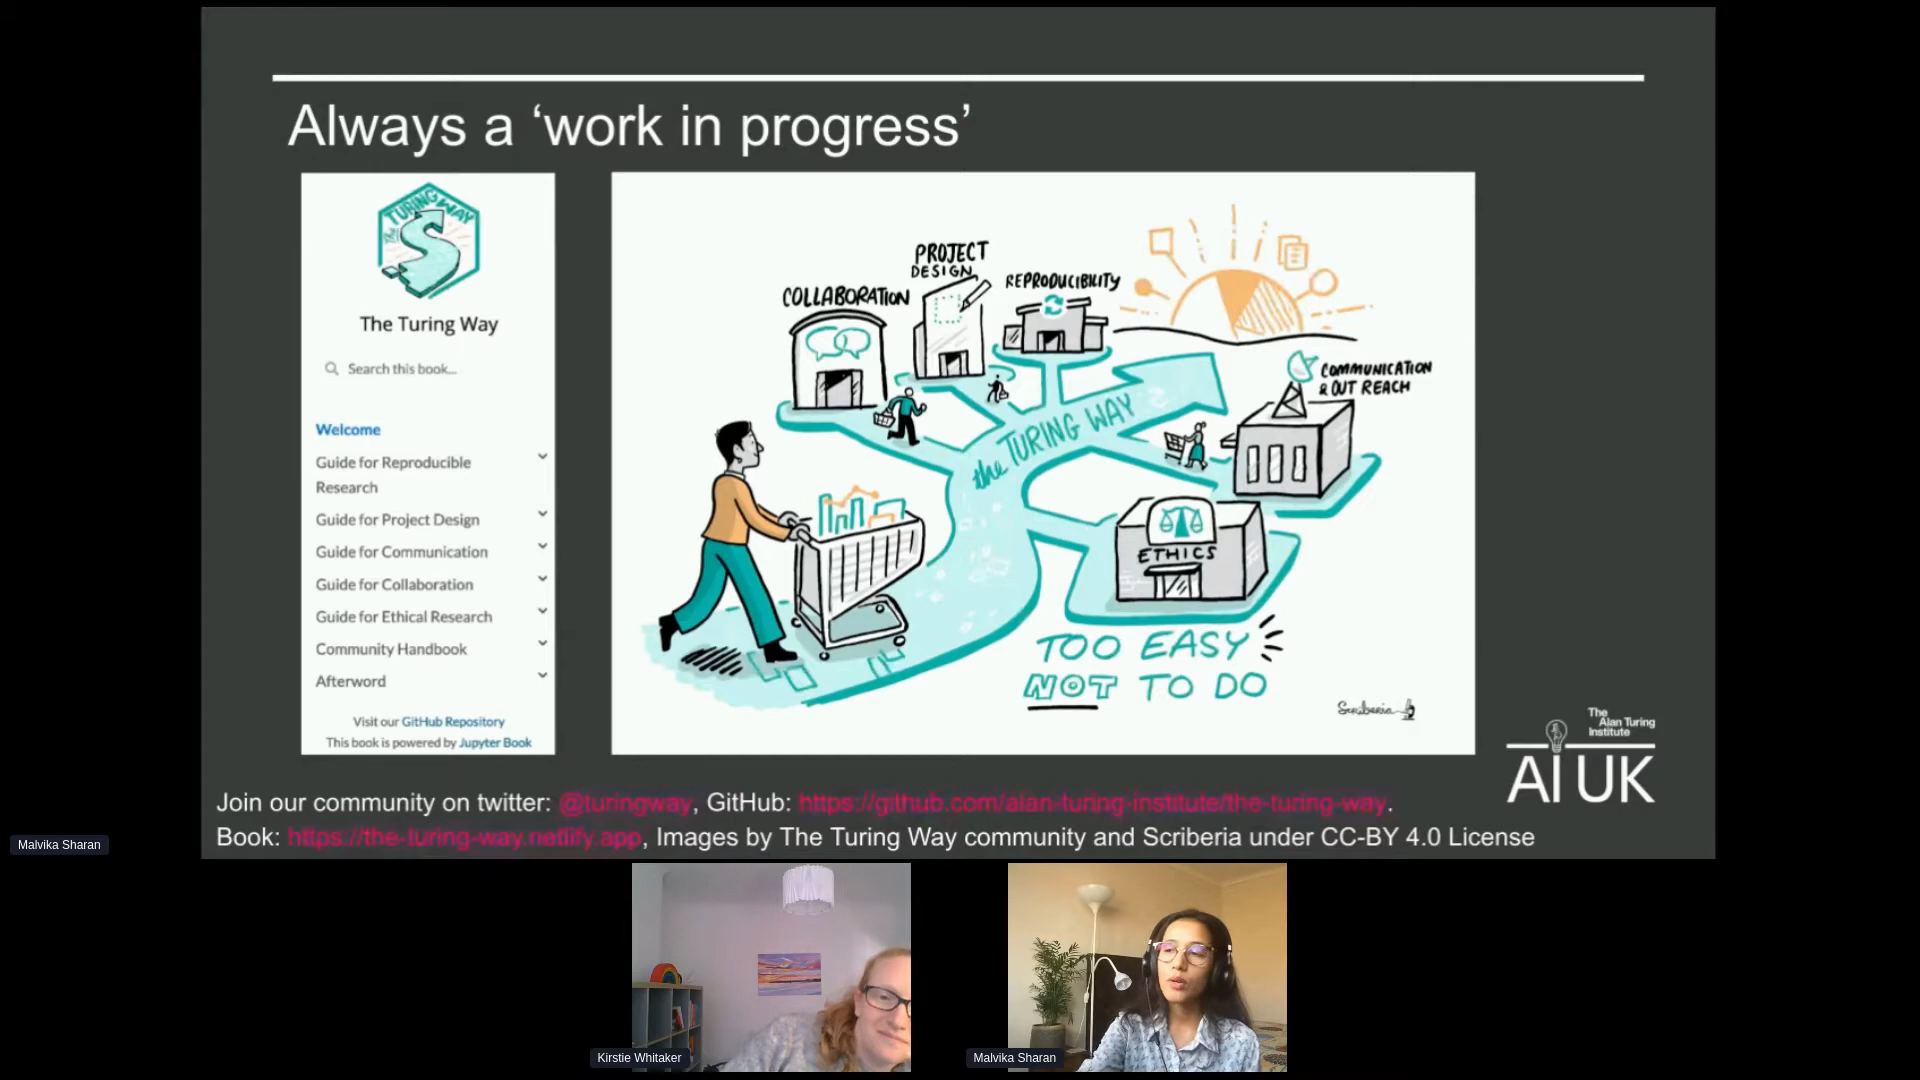 Always a ‘work in progress’
The TURING WAY
The Turing Way
Search this book...
Welcome
Guide for Reproducible
Research
Guide for Project Design
Guide for Communication
Guide for Collaboration
Guide for Ethical Research
Community Handbook
Afterword
Visit our GitHub Repository
This book is powered by Jupyter Book
COLLABORATION
PROJECT
DESIGN
REPRODUCIBILITY
COMMUNICATION
& OUT REACH
the TURING WAY
ETHICS
TOO EASY
NOT TO DO
Scriberia
The
Alan Turing
Institute
AI UK
Join our community on twitter: @turingway, GitHub: https://github.com/alan-turing-institute/the-turing-way.
Book: https://the-turing-way.netlify.app, Images by The Turing Way community and Scriberia under CC-BY 4.0 License
Malvika Sharan
Kirstie Whitaker
Malvika Sharan